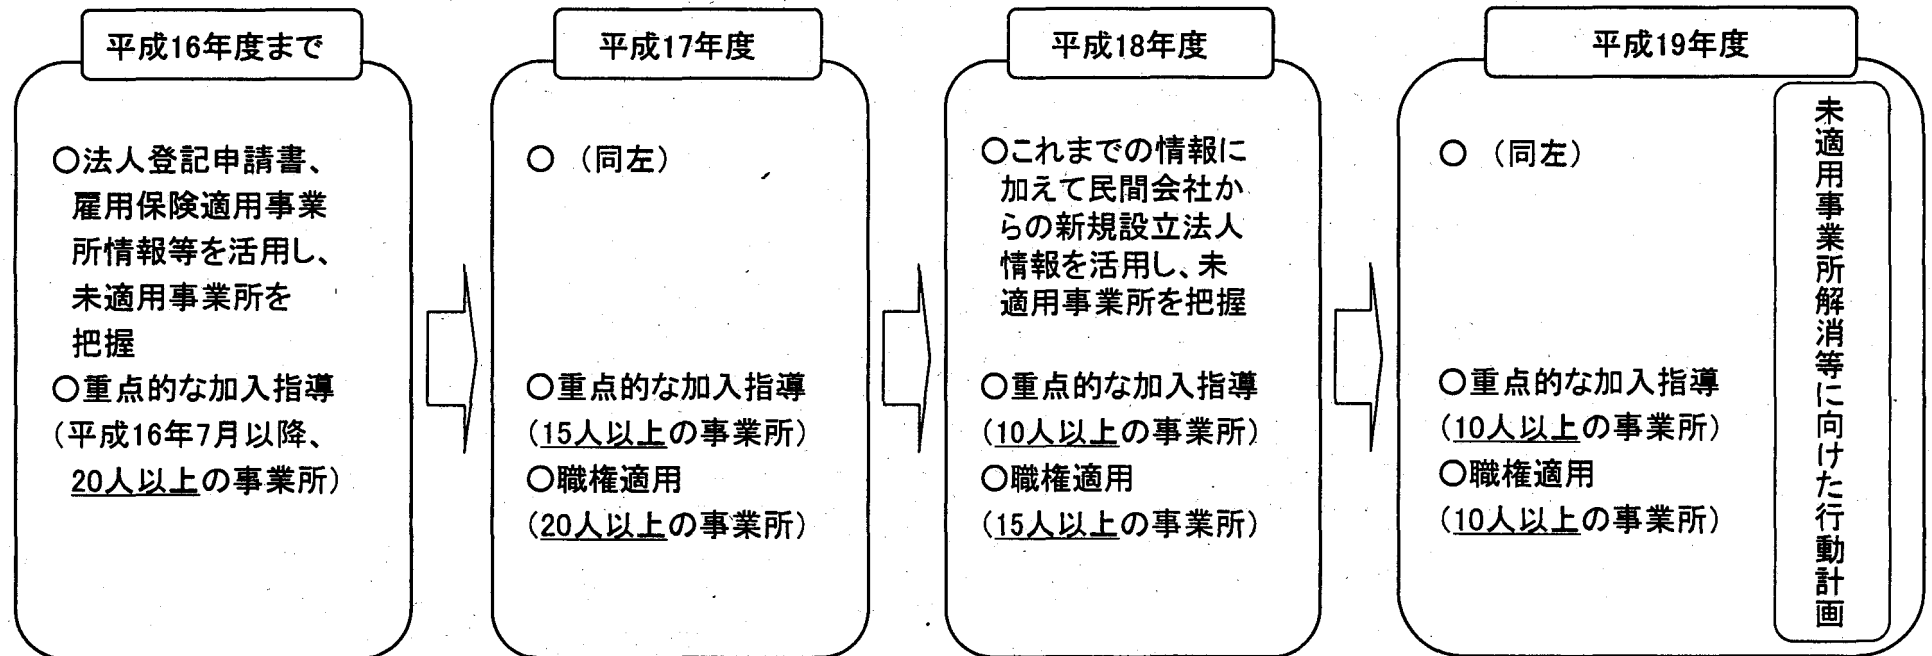 平成16年度まで
○法人登記申請書、
雇用保険適用事業
所情報等を活用し、
未適用事業所を
把握
○重点的な加入指導
（平成16年7月以降、
20人以上の事業所）
平成17年度
○ （同左）
○重点的な加入指導
（15人以上の事業所）
○職権適用
（20人以上の事業所）
平成18年度
○これまでの情報に
加えて民間会社か
らの新規設立法人
情報を活用し、未
適用事業所を把握
○重点的な加入指導
（10人以上の事業所）
○職権適用
（15人以上の事業所）
平成19年度
○ （同左）
○重点的な加入指導
（10人以上の事業所）
○職権適用
（10人以上の事業所）
未適用事業所解消等に向けた行動計画